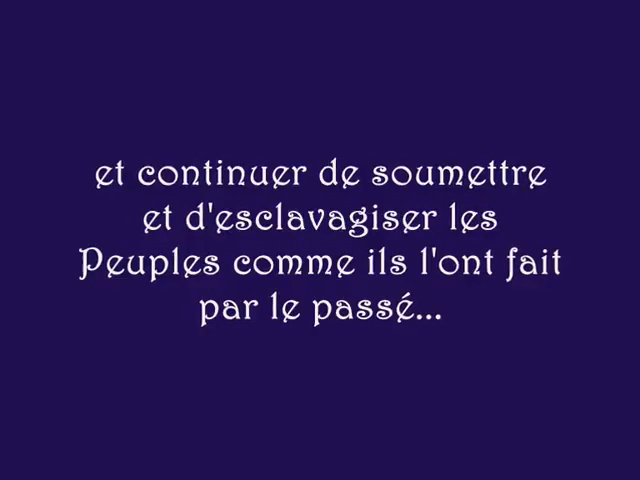 et continuer de soumettre
et d'esclavagiser les
Peuples comme ils l'ont fait
par le passé...